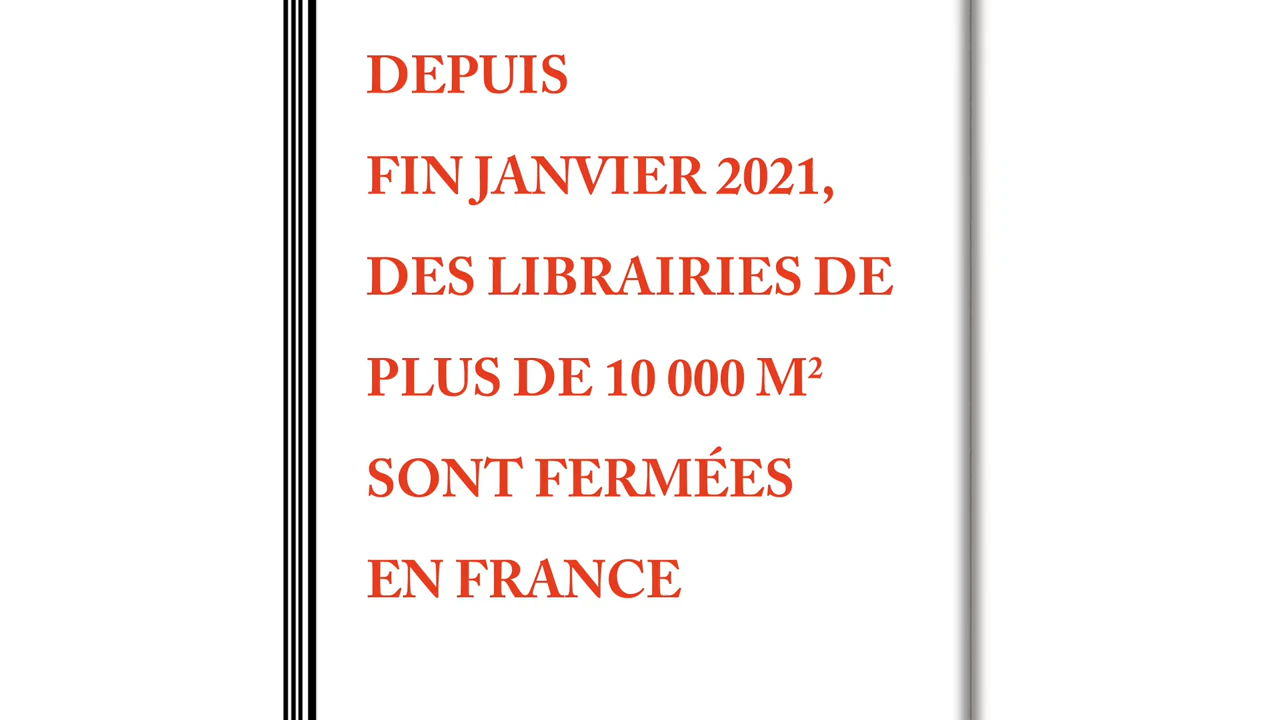 DEPUIS
FIN JANVIER 2021,
DES LIBRAIRIES DE
PLUS DE 10 000 M²
SONT FERMÉES
EN FRANCE